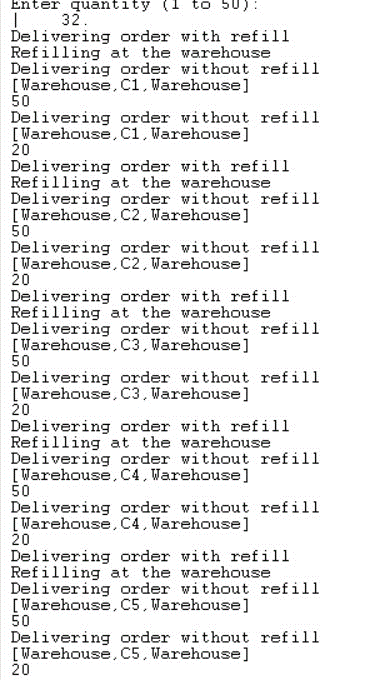 Enter quantity (1 to 50):
|    32.
Delivering order with refill
Refilling at the warehouse
Delivering order without refill
[Warehouse,C1,Warehouse]
50
Delivering order without refill
[Warehouse,C1,Warehouse]
20
Delivering order with refill
Refilling at the warehouse
Delivering order without refill
[Warehouse,C2,Warehouse]
50
Delivering order without refill
[Warehouse,C2,Warehouse]
20
Delivering order with refill
Refilling at the warehouse
Delivering order without refill
[Warehouse,C3,Warehouse]
50
Delivering order without refill
[Warehouse,C3,Warehouse]
20
Delivering order with refill
Refilling at the warehouse
Delivering order without refill
[Warehouse,C4,Warehouse]
50
Delivering order without refill
[Warehouse,C4,Warehouse]
20
Delivering order with refill
Refilling at the warehouse
Delivering order without refill
[Warehouse,C5,Warehouse]
50
Delivering order without refill
[Warehouse,C5,Warehouse]
20